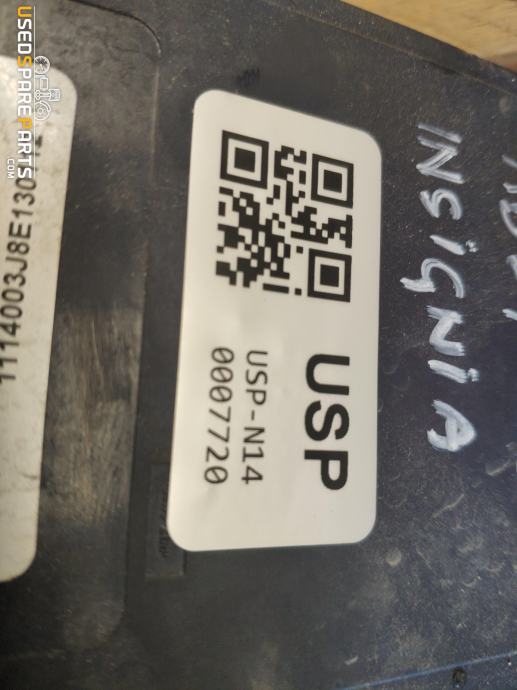 USEDSPAREPARTS
.COM
INSIGNIA
USP
USP-N14
0007720
1114003J8E130